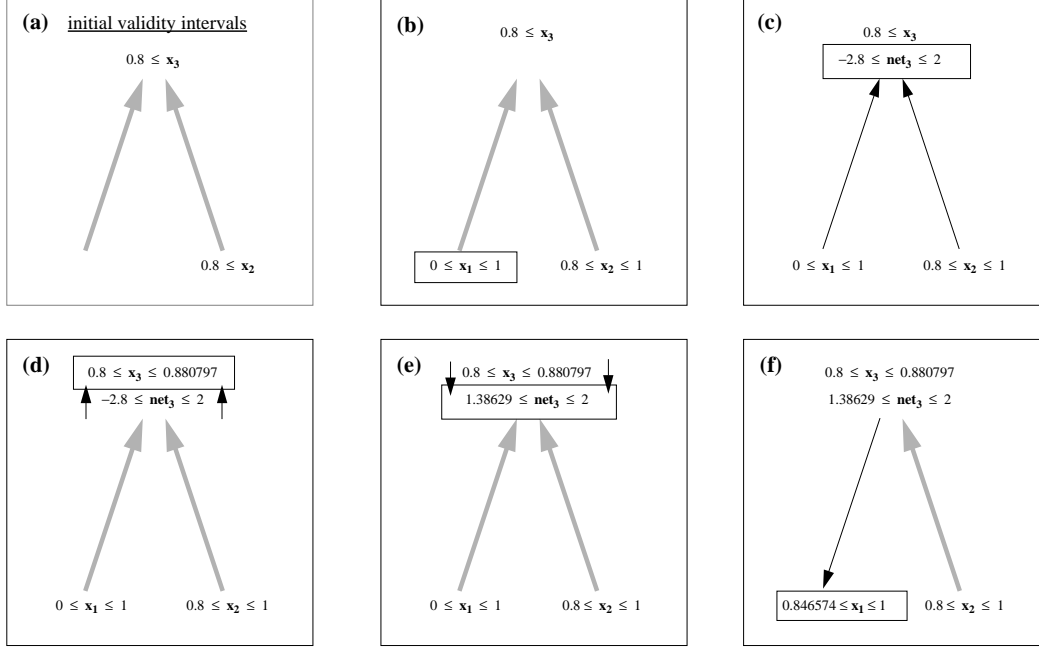 (a) initial validity intervals
0.8 ≤ x₃
0.8 ≤ x₂
(b)
0.8 ≤ x₃
0 ≤ x₁ ≤ 1
0.8 ≤ x₂ ≤ 1
(c)
0.8 ≤ x₃
−2.8 ≤ net₃ ≤ 2
0 ≤ x₁ ≤ 1
0.8 ≤ x₂ ≤ 1
(d)
0.8 ≤ x₃ ≤ 0.880797
−2.8 ≤ net₃ ≤ 2
0 ≤ x₁ ≤ 1
0.8 ≤ x₂ ≤ 1
(e)
0.8 ≤ x₃ ≤ 0.880797
1.38629 ≤ net₃ ≤ 2
0 ≤ x₁ ≤ 1
0.8 ≤ x₂ ≤ 1
(f)
0.8 ≤ x₃ ≤ 0.880797
1.38629 ≤ net₃ ≤ 2
0.846574 ≤ x₁ ≤ 1
0.8 ≤ x₂ ≤ 1